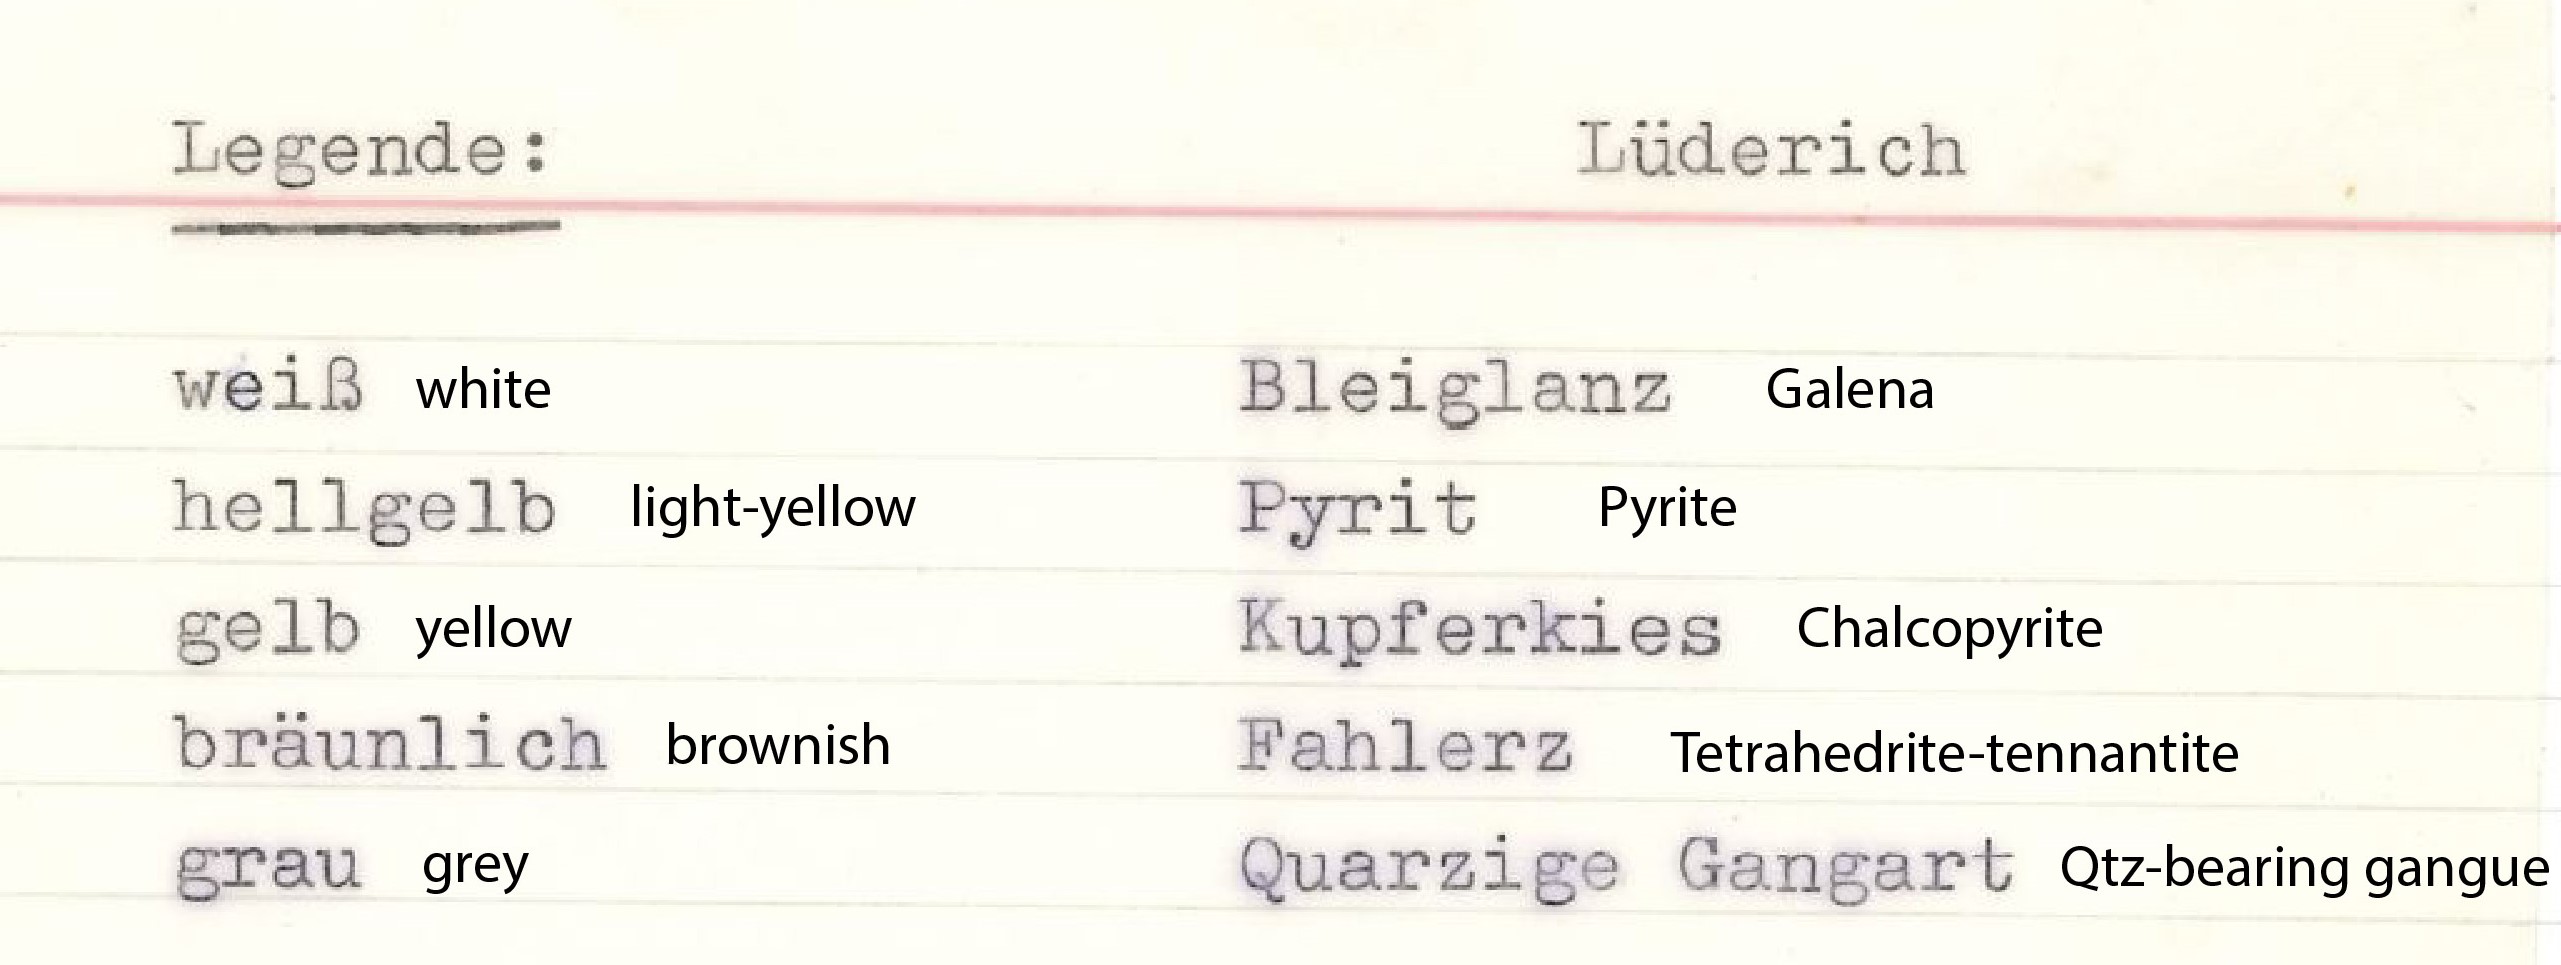 Legende: Lüderich
weiß white Bleiglanz Galena
hellgelb light-yellow Pyrit Pyrite
gelb yellow Kupferkies Chalcopyrite
bräunlich brownish Fahlerz Tetrahedrite-tennantite
grau grey Quarzige Gangart Qtz-bearing gangue